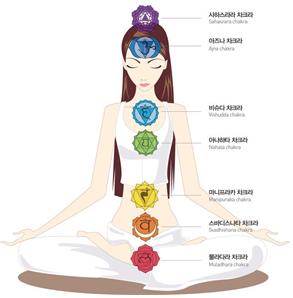 사하스라라 차크라
Sahasrara chakra
아즈나 차크라
Ajna chakra
비슈다 차크라
Vishudda chakra
아나하타 차크라
Nahata chakra
마니프라카 차크라
Manipuraka chakra
스바디스나타 차크라
Svadhishana chakra
물라다라 차크라
Muladhara chakce